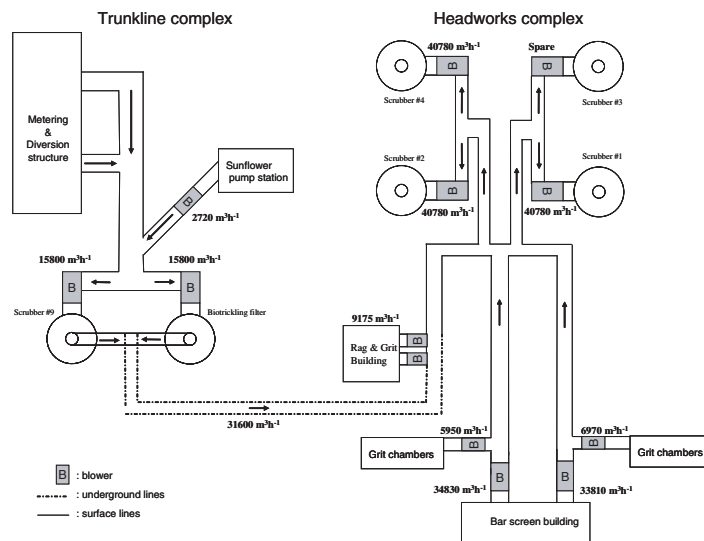 Trunkline complex
Headworks complex
40780 m³h⁻¹
Spare
B
B
Scrubber #4
Scrubber #3
Metering
&
Diversion
structure
Sunflower
pump station
B
2720 m³h⁻¹
Scrubber #2
Scrubber #1
B
B
40780 m³h⁻¹
40780 m³h⁻¹
15800 m³h⁻¹
15800 m³h⁻¹
B
B
Scrubber #9
Biotrickling filter
9175 m³h⁻¹
Rag & Grit
Building
B
B
31600 m³h⁻¹
5950 m³h⁻¹
6970 m³h⁻¹
B
B
Grit chambers
Grit chambers
B
B
34830 m³h⁻¹
33810 m³h⁻¹
Bar screen building
B : blower
: underground lines
: surface lines